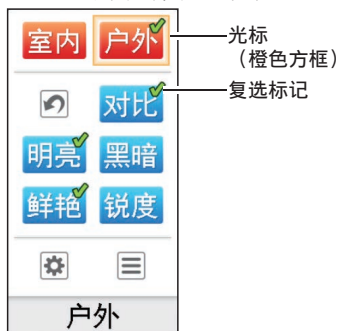 室内 户外
光标
（橙色方框）
对比
复选标记
明亮 黑暗
鲜艳 锐度
户外